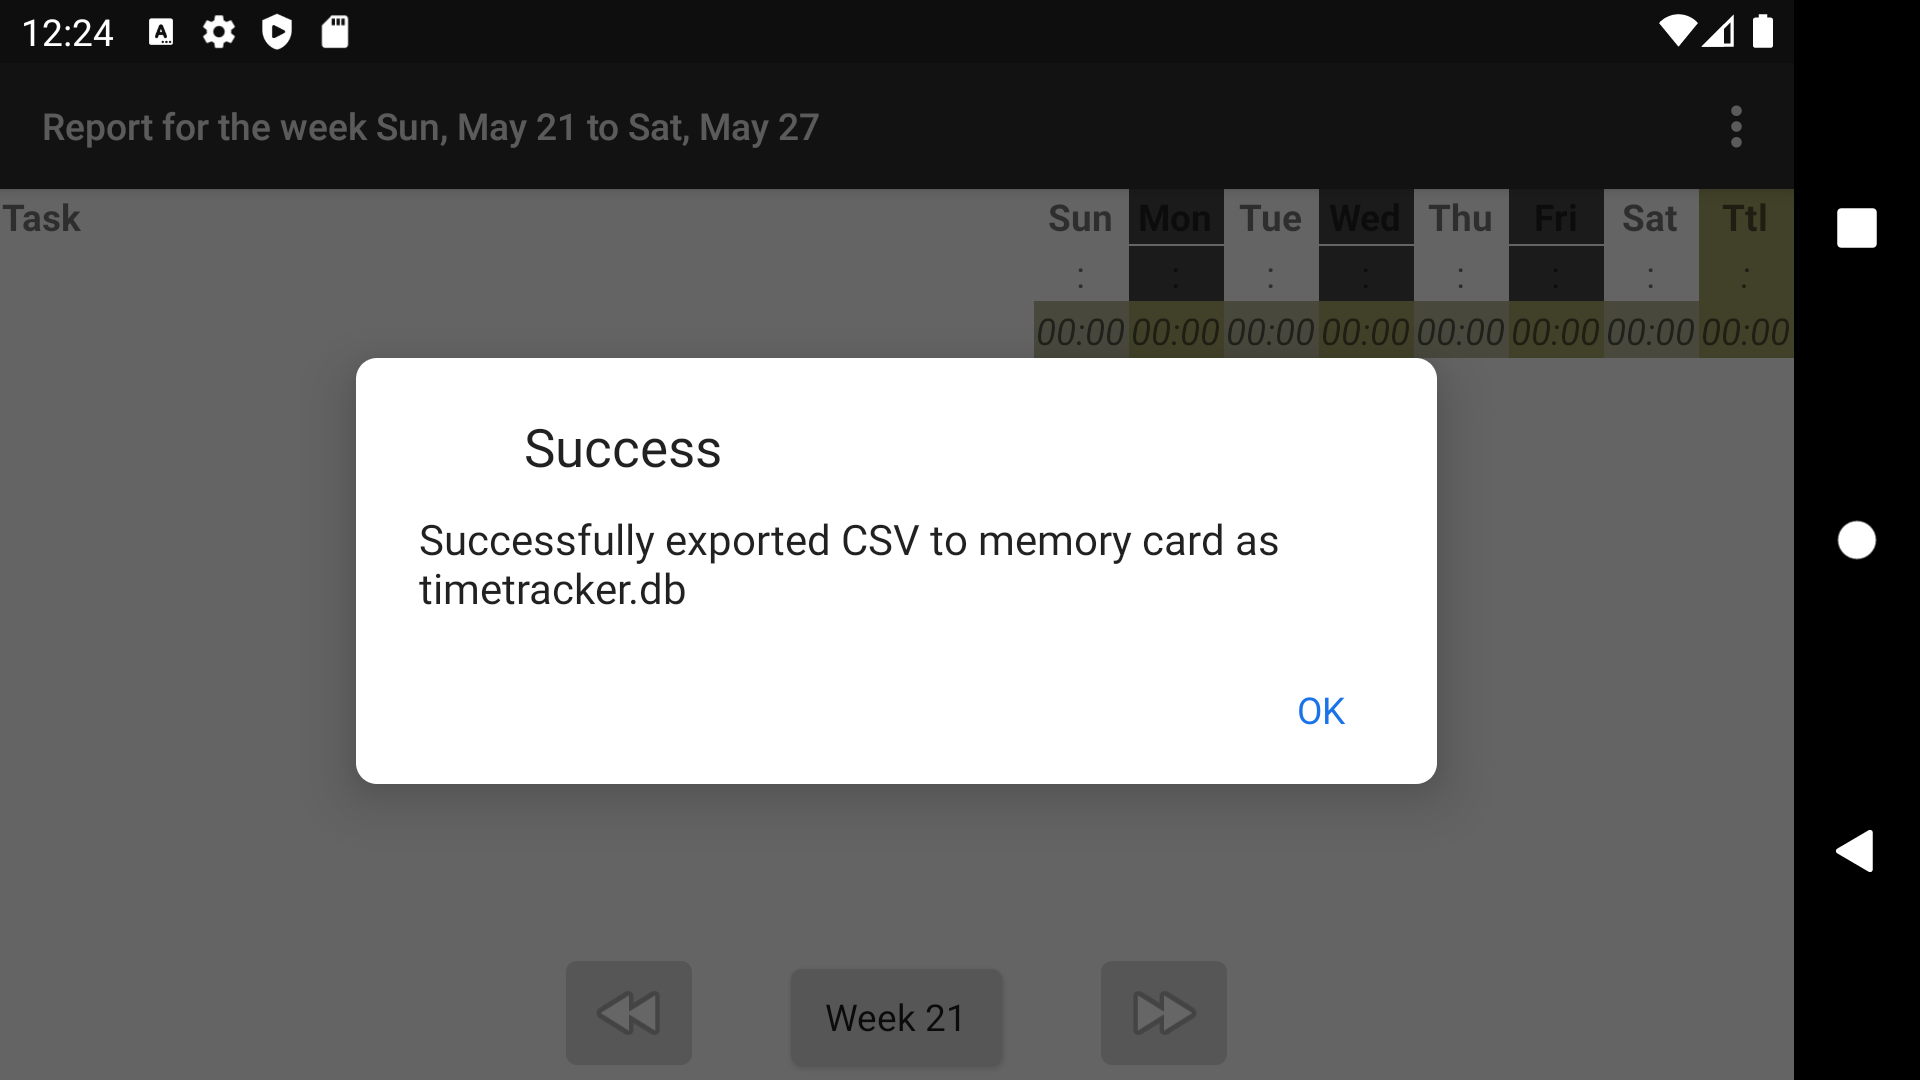 12:24
Report for the week Sun, May 21 to Sat, May 27
Task Sun Mon Tue Wed Thu Fri Sat Ttl
: : : : : : : :
00:00 00:00 00:00 00:00 00:00 00:00 00:00 00:00
Success
Successfully exported CSV to memory card as
timetracker.db
OK
Week 21